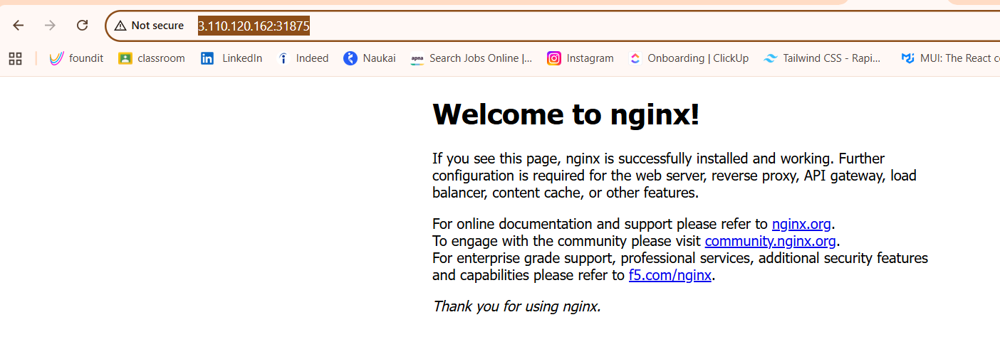 Not secure 3.110.120.162:31875
foundit classroom LinkedIn Indeed Naukai apna Search Jobs Online |... Instagram Onboarding | ClickUp Tailwind CSS - Rapi... MUI: The React co
Welcome to nginx!
If you see this page, nginx is successfully installed and working. Further
configuration is required for the web server, reverse proxy, API gateway, load
balancer, content cache, or other features.
For online documentation and support please refer to nginx.org.
To engage with the community please visit community.nginx.org.
For enterprise grade support, professional services, additional security features
and capabilities please refer to f5.com/nginx.
Thank you for using nginx.